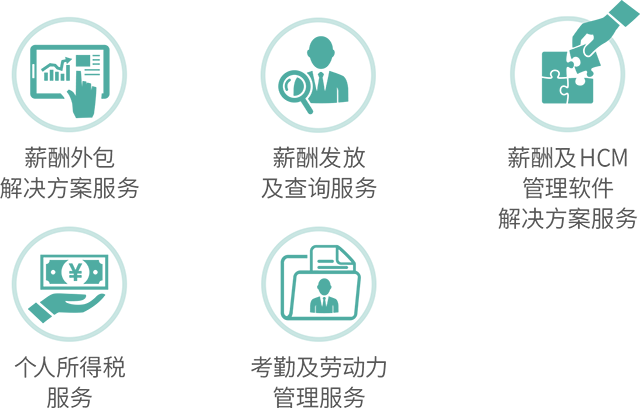 薪酬外包
解决方案服务
薪酬发放
及查询服务
薪酬及HCM
管理软件
解决方案服务
¥
个人所得税
服务
考勤及劳动力
管理服务